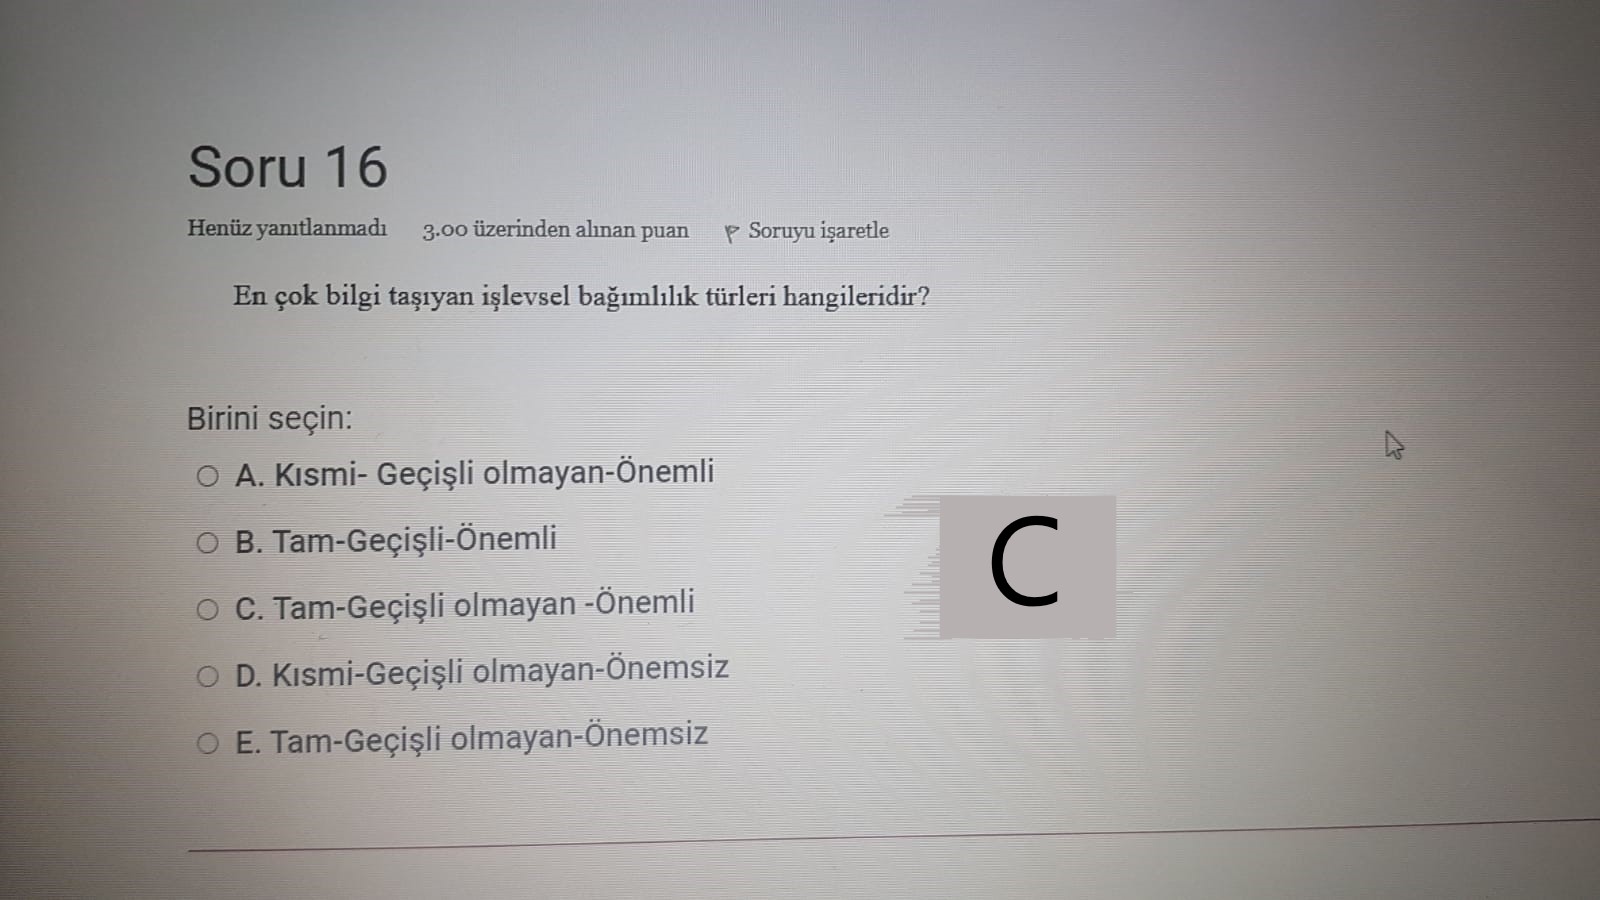 Soru 16
Henüz yanıtlanmadı 3.00 üzerinden alınan puan Soruyu işaretle
En çok bilgi taşıyan işlevsel bağımlılık türleri hangileridir?
Birini seçin:
A. Kısmi- Geçişli olmayan-Önemli
B. Tam-Geçişli-Önemli
C. Tam-Geçişli olmayan -Önemli
C
D. Kısmi-Geçişli olmayan-Önemsiz
E. Tam-Geçişli olmayan-Önemsiz